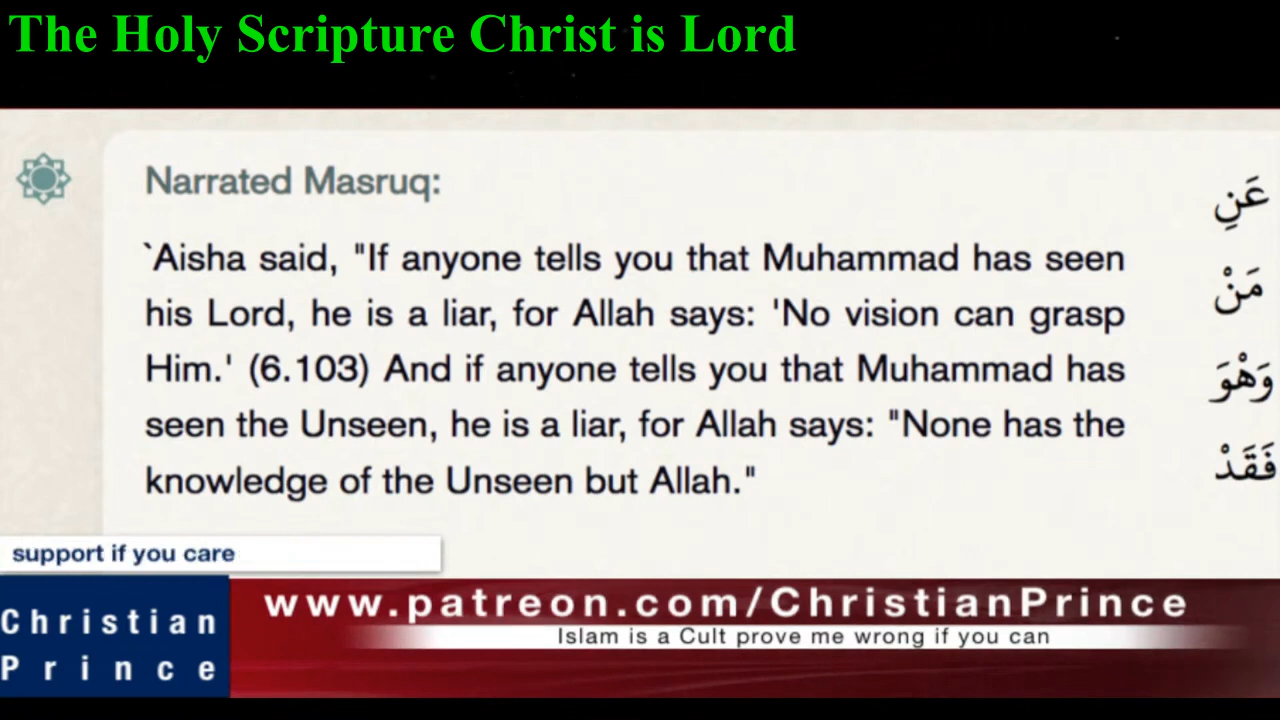 The Holy Scripture Christ is Lord
Narrated Masruq:
`Aisha said, "If anyone tells you that Muhammad has seen
his Lord, he is a liar, for Allah says: 'No vision can grasp
Him.' (6.103) And if anyone tells you that Muhammad has
seen the Unseen, he is a liar, for Allah says: "None has the
knowledge of the Unseen but Allah."
عَنِ
مَنْ
وَهْوَ
فَقَدْ
support if you care
Christian
Prince
www.patreon.com/ChristianPrince
Islam is a Cult prove me wrong if you can